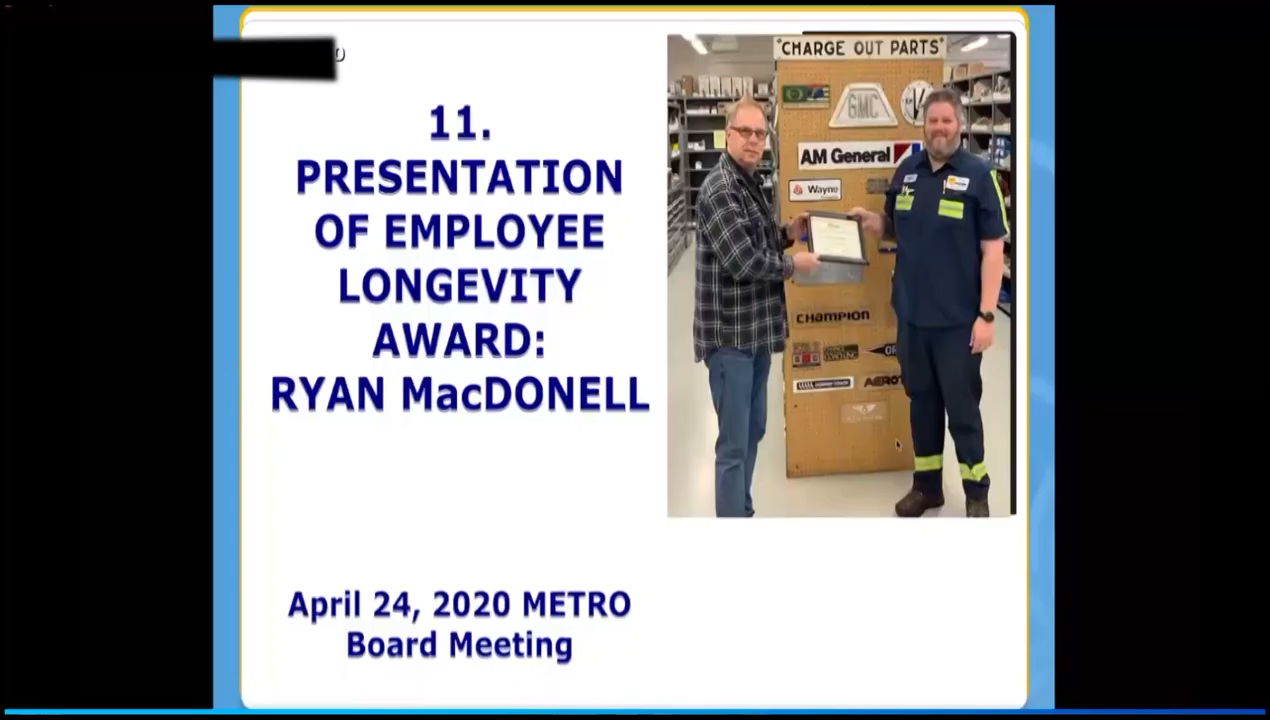 11.
PRESENTATION
OF EMPLOYEE
LONGEVITY
AWARD:
RYAN MacDONELL
April 24, 2020 METRO
Board Meeting
"CHARGE OUT PARTS"
GMC
AM General
Wayne
CHAMPION